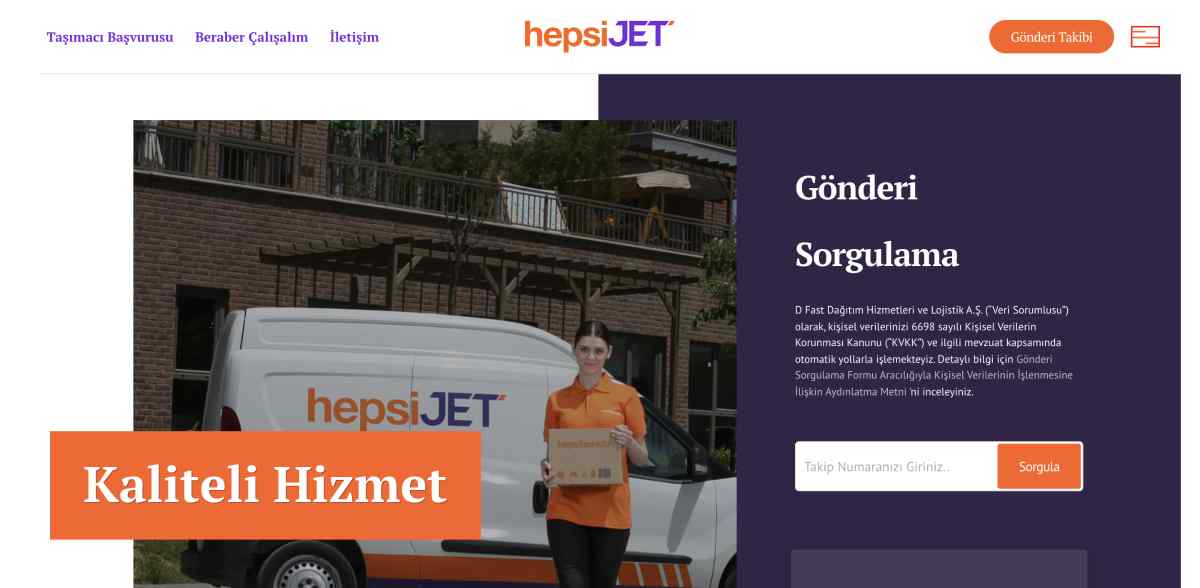 Taşımacı Başvurusu
Beraber Çalışalım
İletişim
hepsiJET
Gönderi Takibi
Gönderi
Sorgulama
D Fast Dağıtım Hizmetleri ve Lojistik A.Ş. (“Veri Sorumlusu”)
olarak, kişisel verilerinizi 6698 sayılı Kişisel Verilerin
Korunması Kanunu (“KVKK”) ve ilgili mevzuat kapsamında
otomatik yollarla işlemekteyiz. Detaylı bilgi için Gönderi
Sorgulama Formu Aracılığıyla Kişisel Verilerinin İşlenmesine
İlişkin Aydınlatma Metni 'ni inceleyiniz.
Takip Numaranızı Giriniz..
Sorgula
hepsiJET
hepsiburada
Kaliteli Hizmet